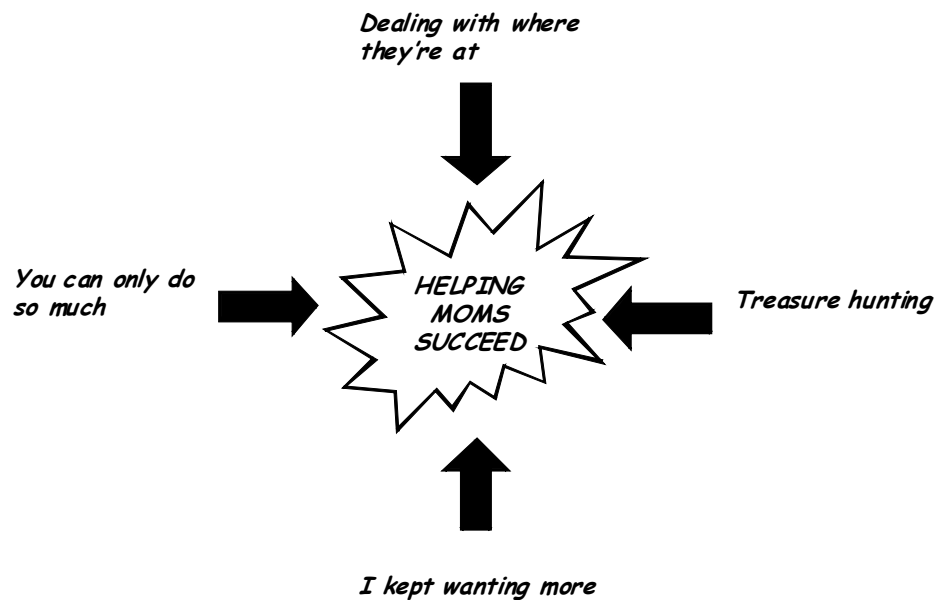 Dealing with where
they're at
You can only do
so much
HELPING
MOMS
SUCCEED
Treasure hunting
I kept wanting more